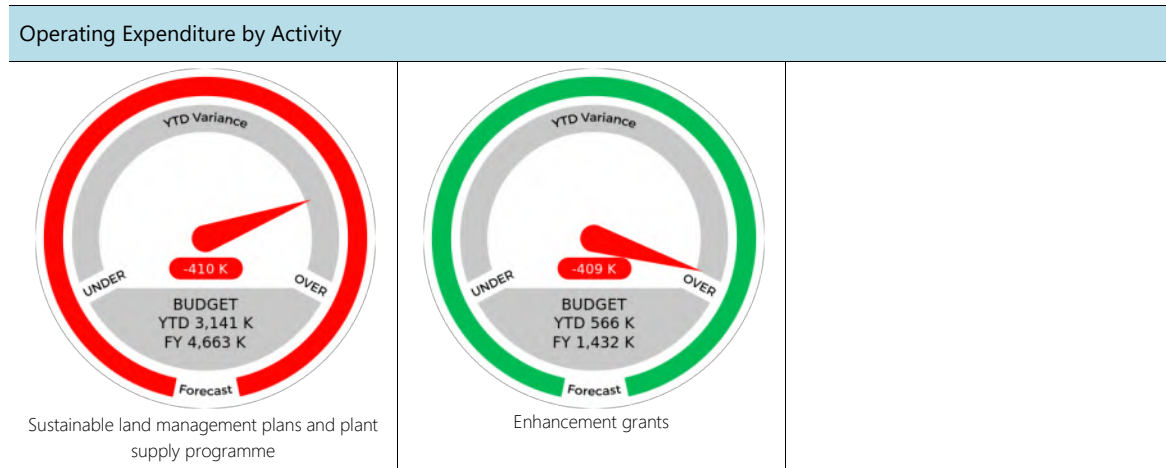 Operating Expenditure by Activity
YTD Variance
-410 K
UNDER
OVER
BUDGET
YTD 3,141 K
FY 4,663 K
Forecast
Sustainable land management plans and plant
supply programme
YTD Variance
-409 K
UNDER
OVER
BUDGET
YTD 566 K
FY 1,432 K
Forecast
Enhancement grants